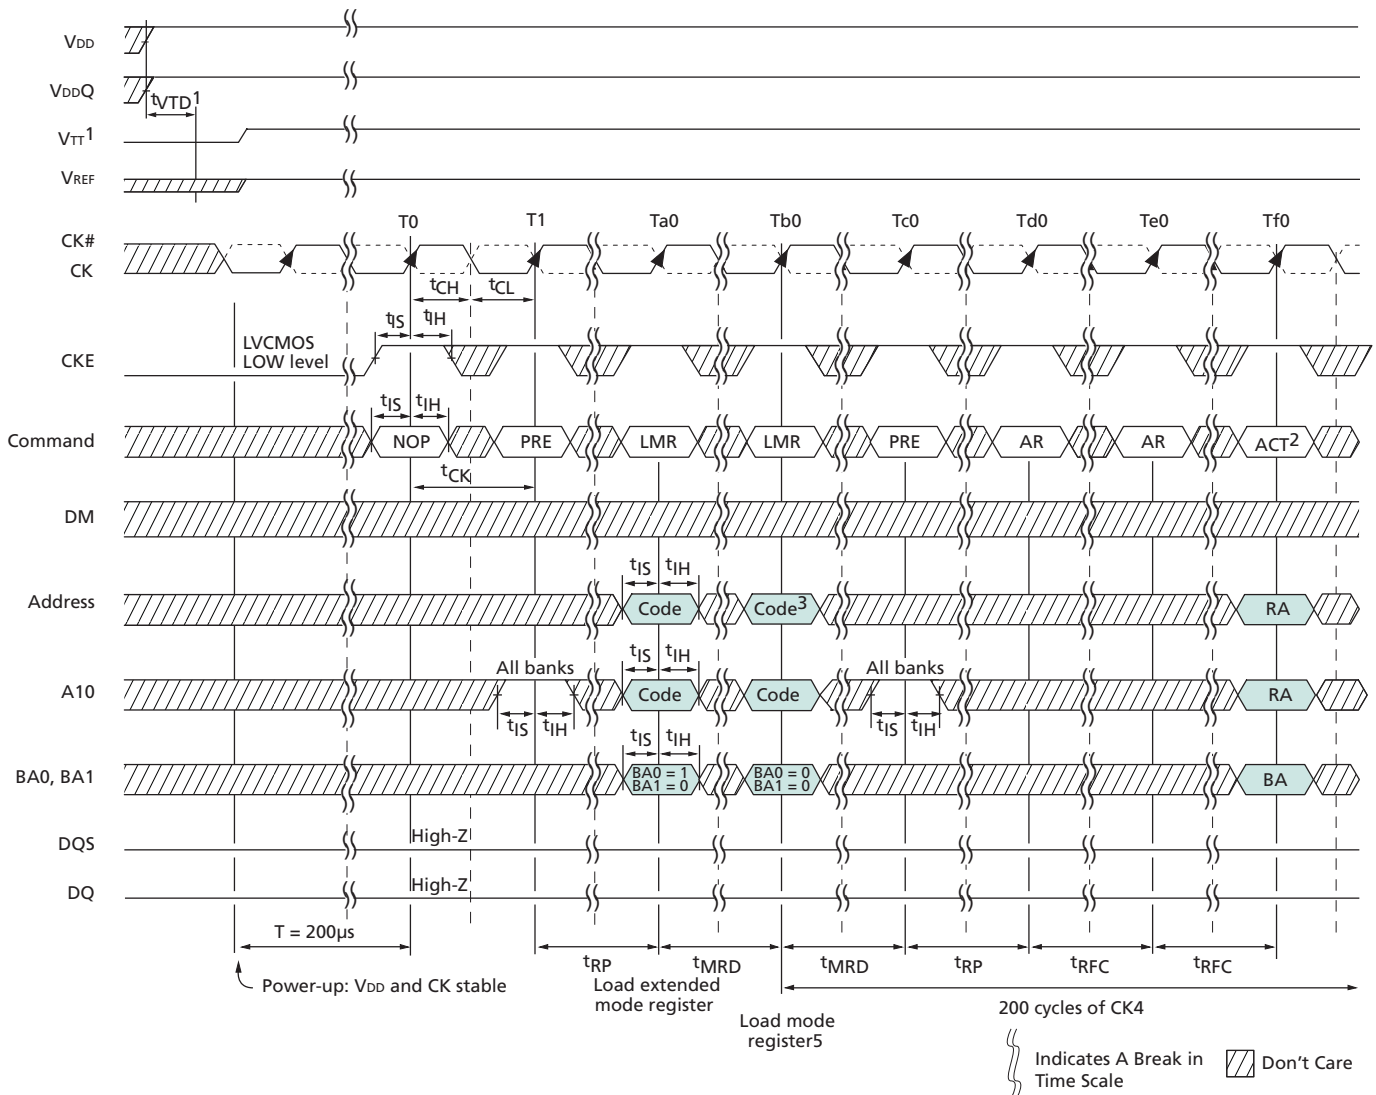 VDD
VDDQ
tVTD1
VTT1
VREF
T0 T1 Ta0 Tb0 Tc0 Td0 Te0 Tf0
CK#
CK
tCH tCL
tIS tIH
LVCMOS
LOW level
CKE
tIS tIH
Command NOP PRE LMR LMR PRE AR AR ACT2
tCK
DM
tIS tIH
Address Code Code3 RA
All banks tIS tIH All banks
A10 Code Code RA
tIS tIH tIS tIH
tIS tIH
BA0, BA1 BA0 = 1 BA0 = 0 BA
BA1 = 0 BA1 = 0
DQS High-Z
DQ High-Z
T = 200µs
tRP tMRD tMRD tRP tRFC tRFC
Power-up: VDD and CK stable
Load extended
mode register
200 cycles of CK4
Load mode
register5
Indicates A Break in
Time Scale
Don't Care